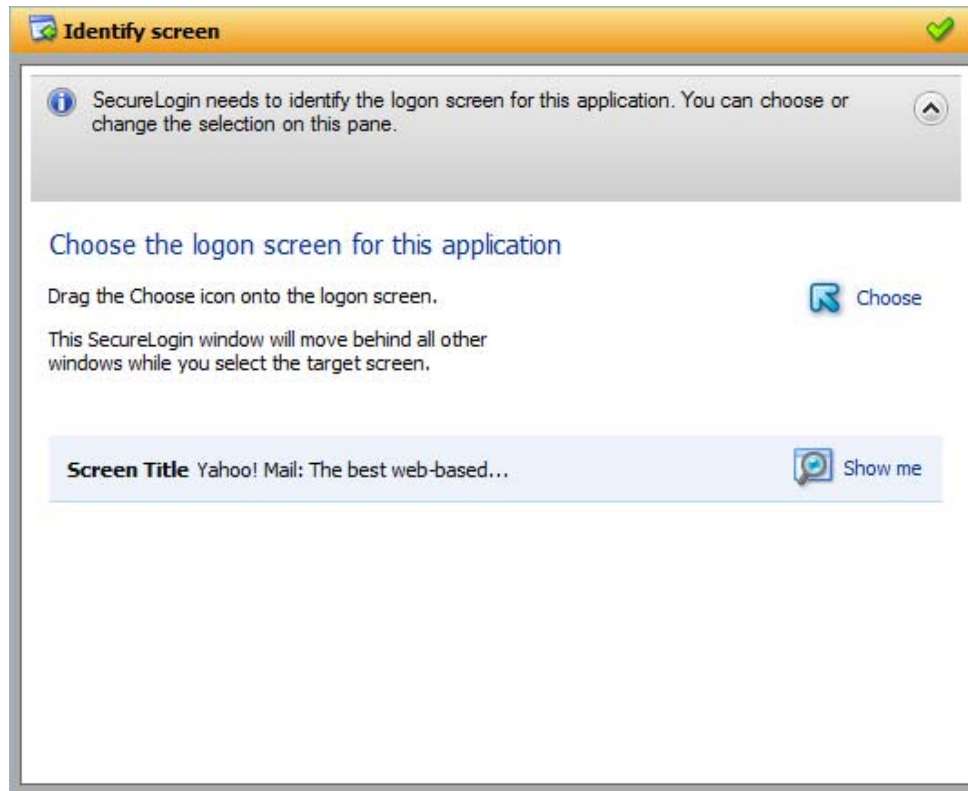 Identify screen
SecureLogin needs to identify the logon screen for this application. You can choose or
change the selection on this pane.
Choose the logon screen for this application
Drag the Choose icon onto the logon screen.
Choose
This SecureLogin window will move behind all other
windows while you select the target screen.
Screen Title Yahoo! Mail: The best web-based...
Show me